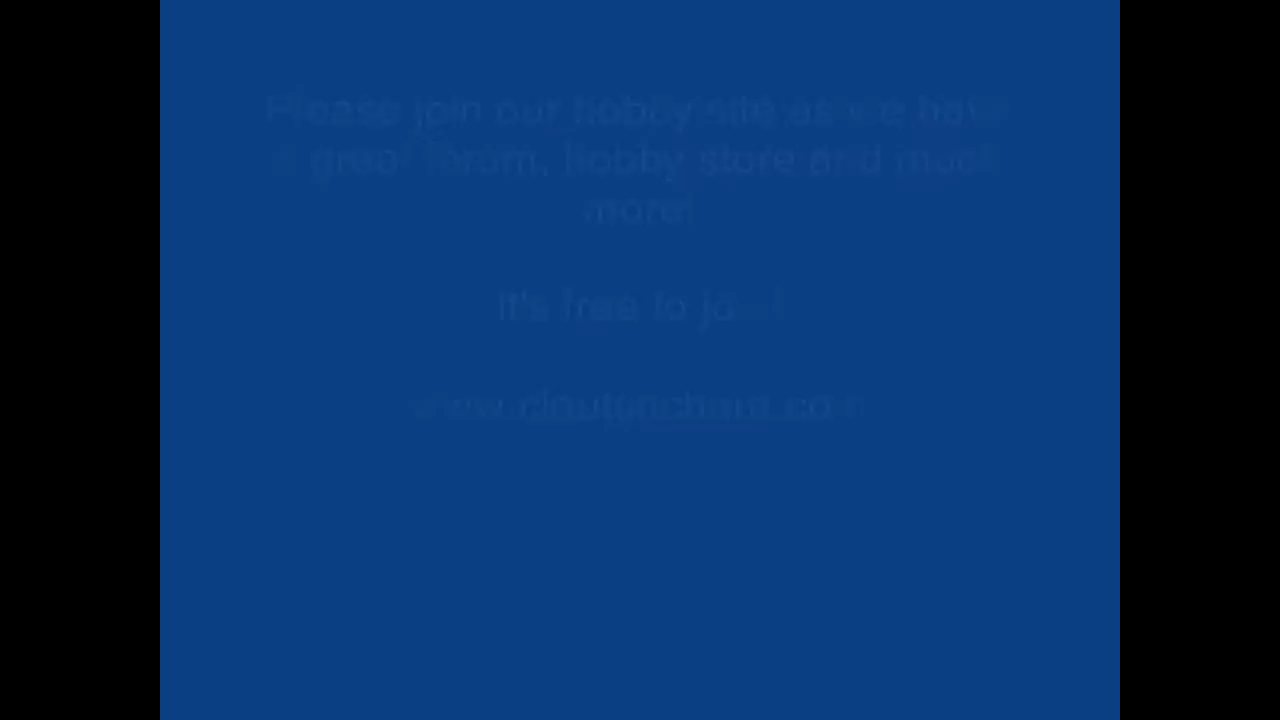 Please join our hobby site as we have
a great forum, hobby store and much
more!
It's free to join!